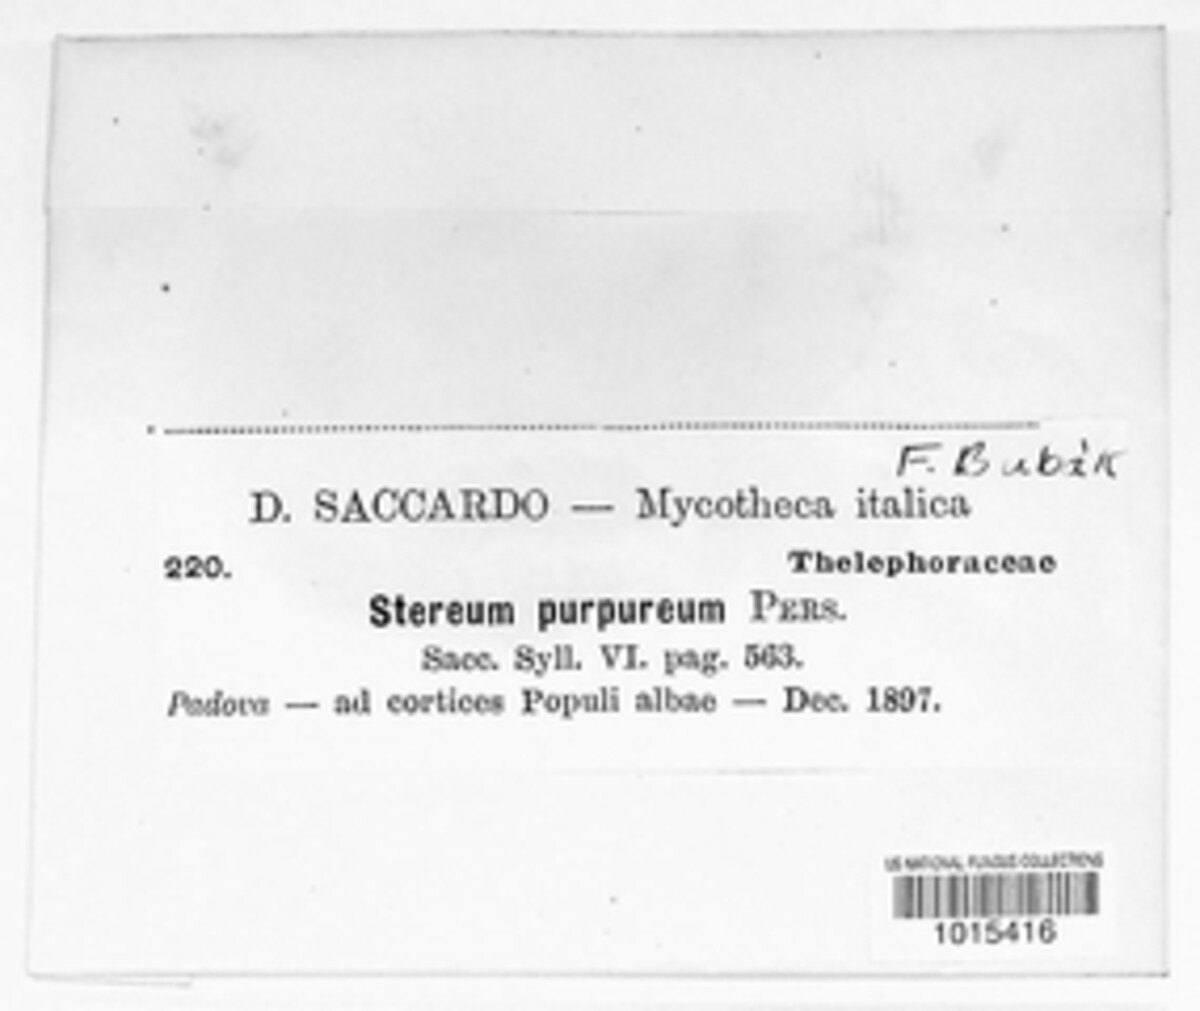 F. Bubák
D. SACCARDO — Mycotheca italica
220. Thelephoraceae
Stereum purpureum PERS.
Sacc. Syll. VI. pag. 563.
Padova — ad cortices Populi albae — Dec. 1897.
US NATIONAL FUNGUS COLLECTIONS
1015416